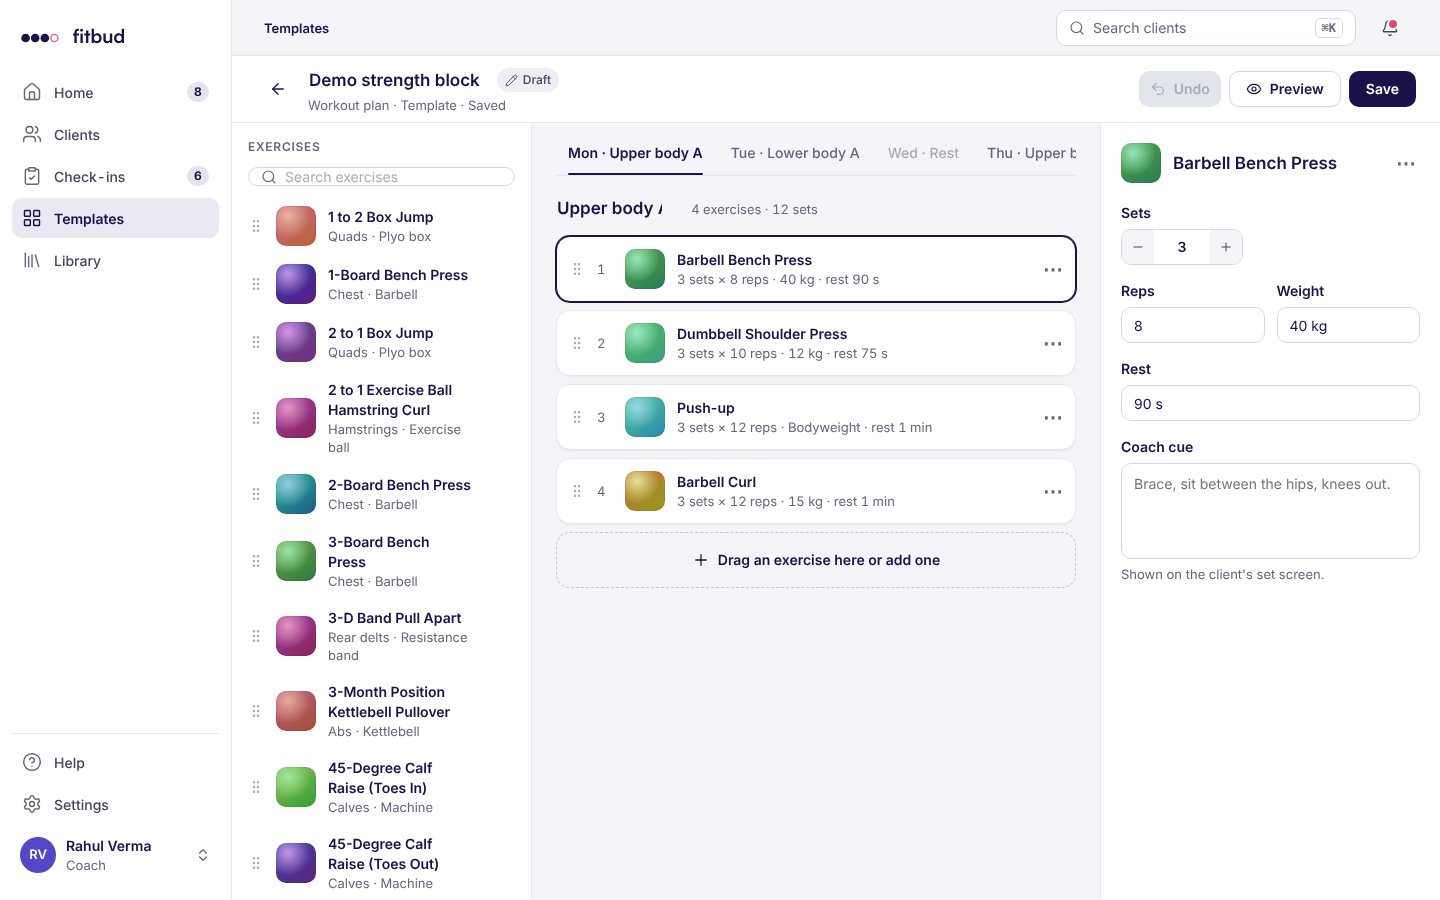 fitbud
Home 8
Clients
Check-ins 6
Templates
Library
Help
Settings
RV
Rahul Verma
Coach
Templates
Search clients ⌘K
Demo strength block Draft
Workout plan · Template · Saved
Undo Preview Save
EXERCISES
Search exercises
1 to 2 Box Jump
Quads · Plyo box
1-Board Bench Press
Chest · Barbell
2 to 1 Box Jump
Quads · Plyo box
2 to 1 Exercise Ball
Hamstring Curl
Hamstrings · Exercise
ball
2-Board Bench Press
Chest · Barbell
3-Board Bench
Press
Chest · Barbell
3-D Band Pull Apart
Rear delts · Resistance
band
3-Month Position
Kettlebell Pullover
Abs · Kettlebell
45-Degree Calf
Raise (Toes In)
Calves · Machine
45-Degree Calf
Raise (Toes Out)
Calves · Machine
Mon · Upper body A Tue · Lower body A Wed · Rest Thu · Upper b
Upper body A 4 exercises · 12 sets
1
Barbell Bench Press
3 sets × 8 reps · 40 kg · rest 90 s
2
Dumbbell Shoulder Press
3 sets × 10 reps · 12 kg · rest 75 s
3
Push-up
3 sets × 12 reps · Bodyweight · rest 1 min
4
Barbell Curl
3 sets × 12 reps · 15 kg · rest 1 min
Drag an exercise here or add one
Barbell Bench Press
Sets
− 3 +
Reps Weight
8 40 kg
Rest
90 s
Coach cue
Brace, sit between the hips, knees out.
Shown on the client's set screen.